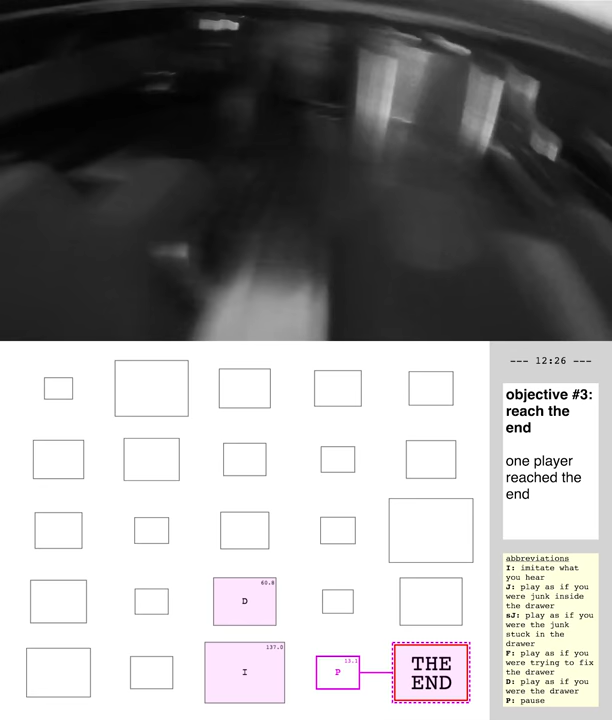 --- 12:26 ---
objective #3:
reach the
end
one player
reached the
end
60.8
D
137.0
I
13.1
P
THE
END
abbreviations
I: imitate what
you hear
J: play as if you
were junk inside
the drawer
sJ: play as if you
were the junk
stuck in the
drawer
F: play as if you
were trying to fix
the drawer
D: play as if you
were the drawer
P: pause